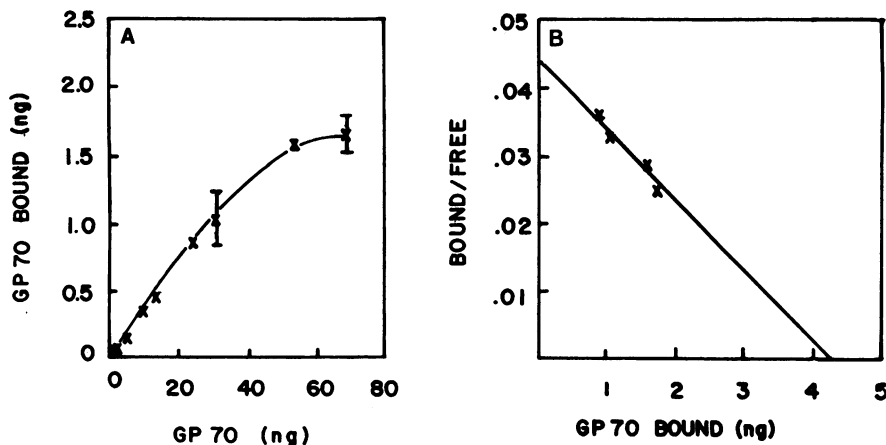 A
2.5
2.0
1.5
1.0
0.5
0
GP 70 BOUND (ng)
0 20 40 60 80
GP 70 (ng)
B
.05
.04
.03
.02
.01
BOUND/FREE
1 2 3 4 5
GP 70 BOUND (ng)